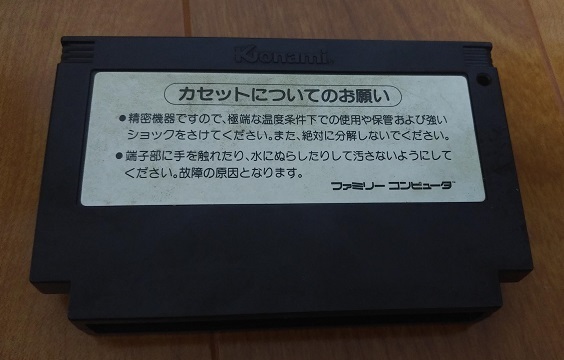 Konami
カセットについてのお願い
●精密機器ですので、極端な温度条件下での使用や保管および強い
ショックをさけてください。また、絶対に分解しないでください。
●端子部に手を触れたり、水にぬらしたりして汚さないようにして
ください。故障の原因となります。
ファミリー コンピュータ